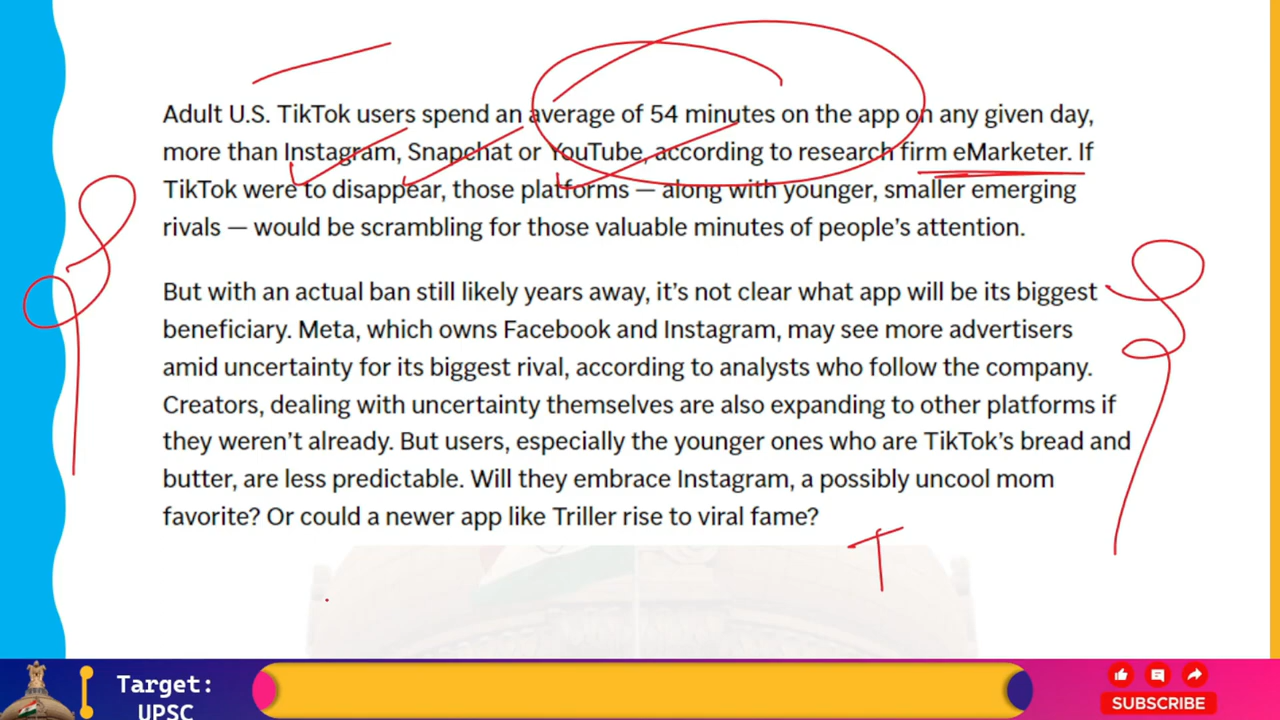 Adult U.S. TikTok users spend an average of 54 minutes on the app on any given day,
more than Instagram, Snapchat or YouTube, according to research firm eMarketer. If
TikTok were to disappear, those platforms — along with younger, smaller emerging
rivals — would be scrambling for those valuable minutes of people’s attention.
But with an actual ban still likely years away, it’s not clear what app will be its biggest
beneficiary. Meta, which owns Facebook and Instagram, may see more advertisers
amid uncertainty for its biggest rival, according to analysts who follow the company.
Creators, dealing with uncertainty themselves are also expanding to other platforms if
they weren’t already. But users, especially the younger ones who are TikTok’s bread and
butter, are less predictable. Will they embrace Instagram, a possibly uncool mom
favorite? Or could a newer app like Triller rise to viral fame?
T
Target:
UPSC
SUBSCRIBE